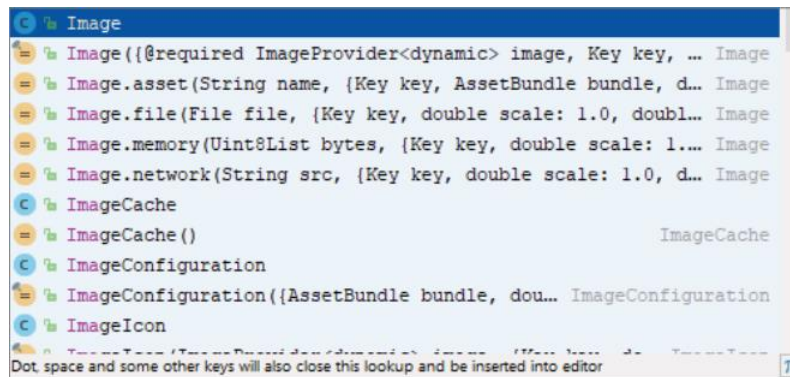 Image
Image({@required ImageProvider<dynamic> image, Key key, … Image
Image.asset(String name, {Key key, AssetBundle bundle, d… Image
Image.file(File file, {Key key, double scale: 1.0, doubl… Image
Image.memory(Uint8List bytes, {Key key, double scale: 1.… Image
Image.network(String src, {Key key, double scale: 1.0, d… Image
ImageCache
ImageCache() ImageCache
ImageConfiguration
ImageConfiguration({AssetBundle bundle, dou… ImageConfiguration
ImageIcon
Dot, space and some other keys will also close this lookup and be inserted into editor